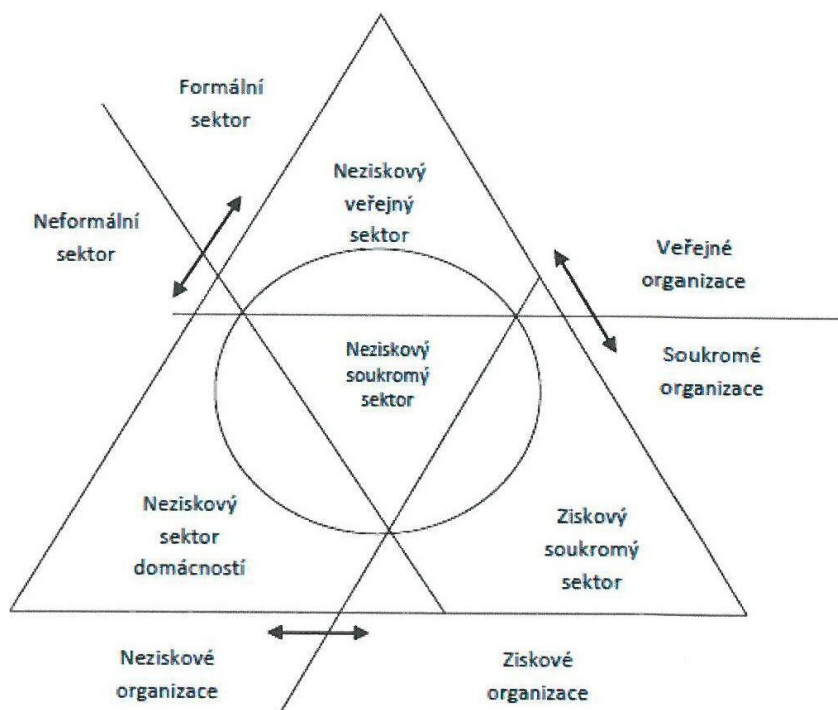 Formální
sektor
Neziskový
veřejný
sektor
Neformální
sektor
Veřejné
organizace
Neziskový
soukromý
sektor
Soukromé
organizace
Neziskový
sektor
domácností
Ziskový
soukromý
sektor
Neziskové
organizace
Ziskové
organizace